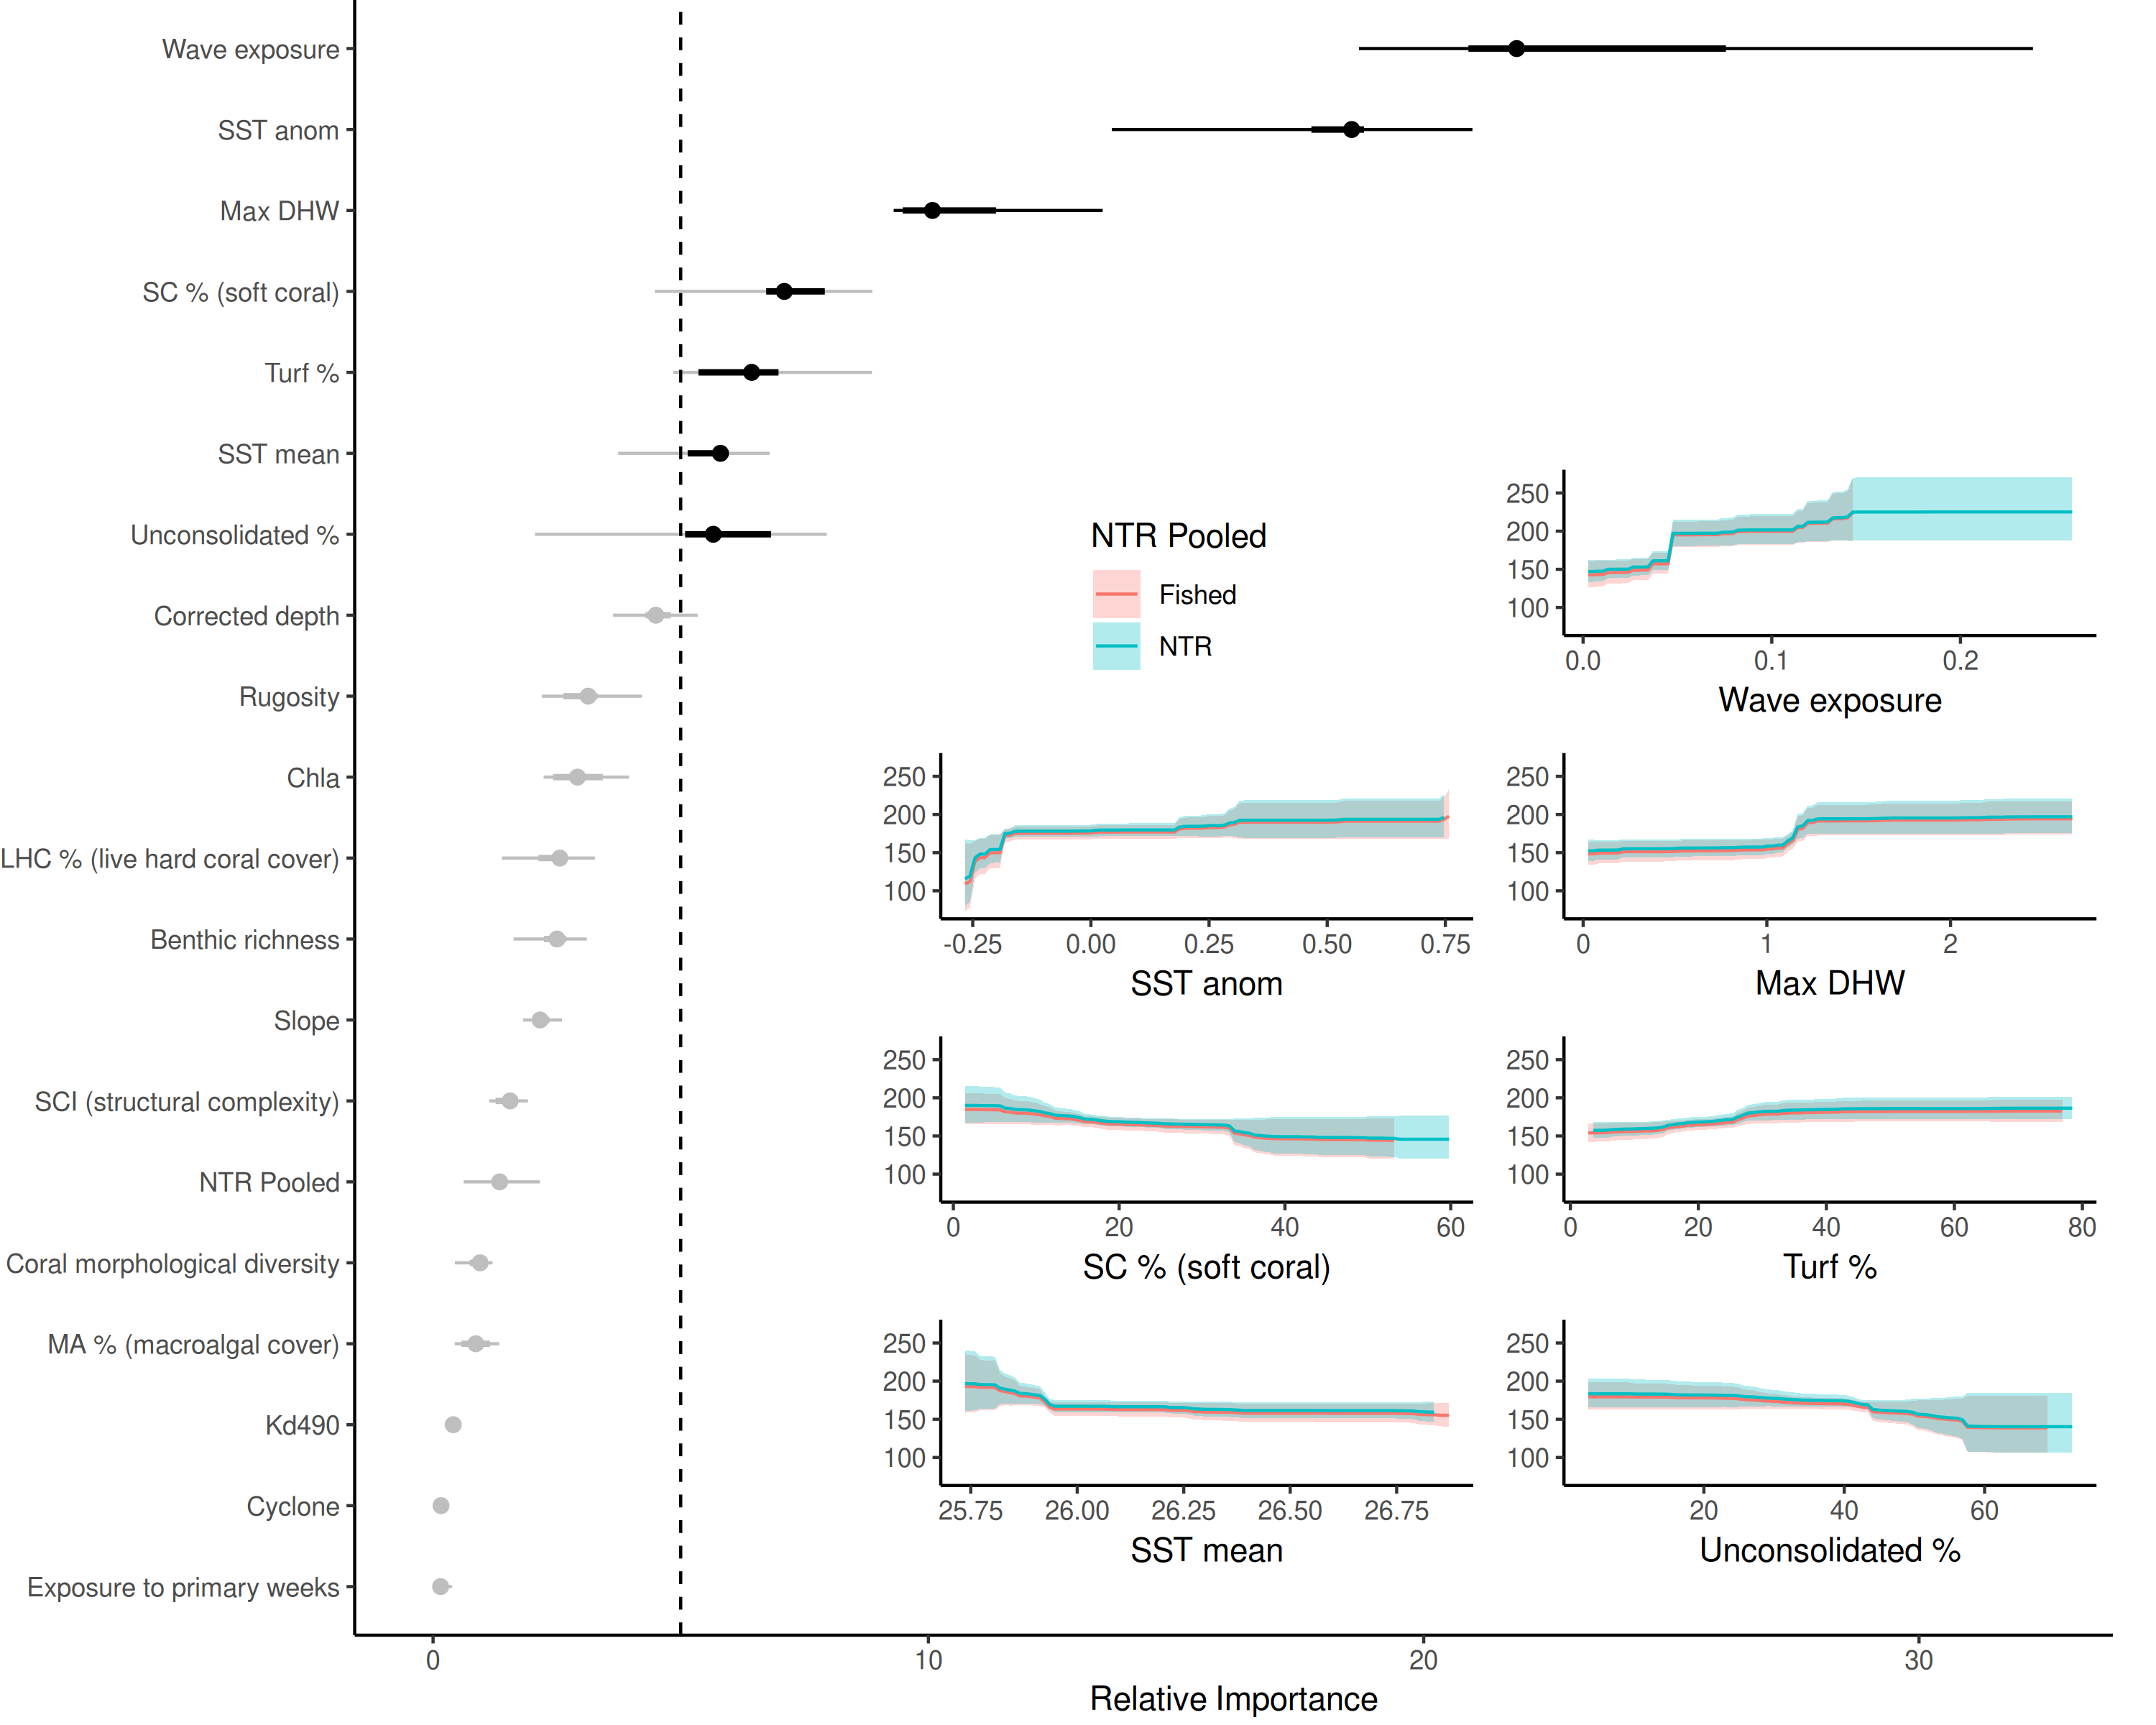 Wave exposure
SST anom
Max DHW
SC % (soft coral)
Turf %
SST mean
Unconsolidated %
Corrected depth
Rugosity
Chla
LHC % (live hard coral cover)
Benthic richness
Slope
SCI (structural complexity)
NTR Pooled
Coral morphological diversity
MA % (macroalgal cover)
Kd490
Cyclone
Exposure to primary weeks
0 10 20 30
Relative Importance
NTR Pooled
Fished
NTR
250
200
150
100
0.0 0.1 0.2
Wave exposure
250
200
150
100
-0.25 0.00 0.25 0.50 0.75
SST anom
250
200
150
100
0 1 2
Max DHW
250
200
150
100
0 20 40 60
SC % (soft coral)
250
200
150
100
0 20 40 60 80
Turf %
250
200
150
100
25.75 26.00 26.25 26.50 26.75
SST mean
250
200
150
100
20 40 60
Unconsolidated %